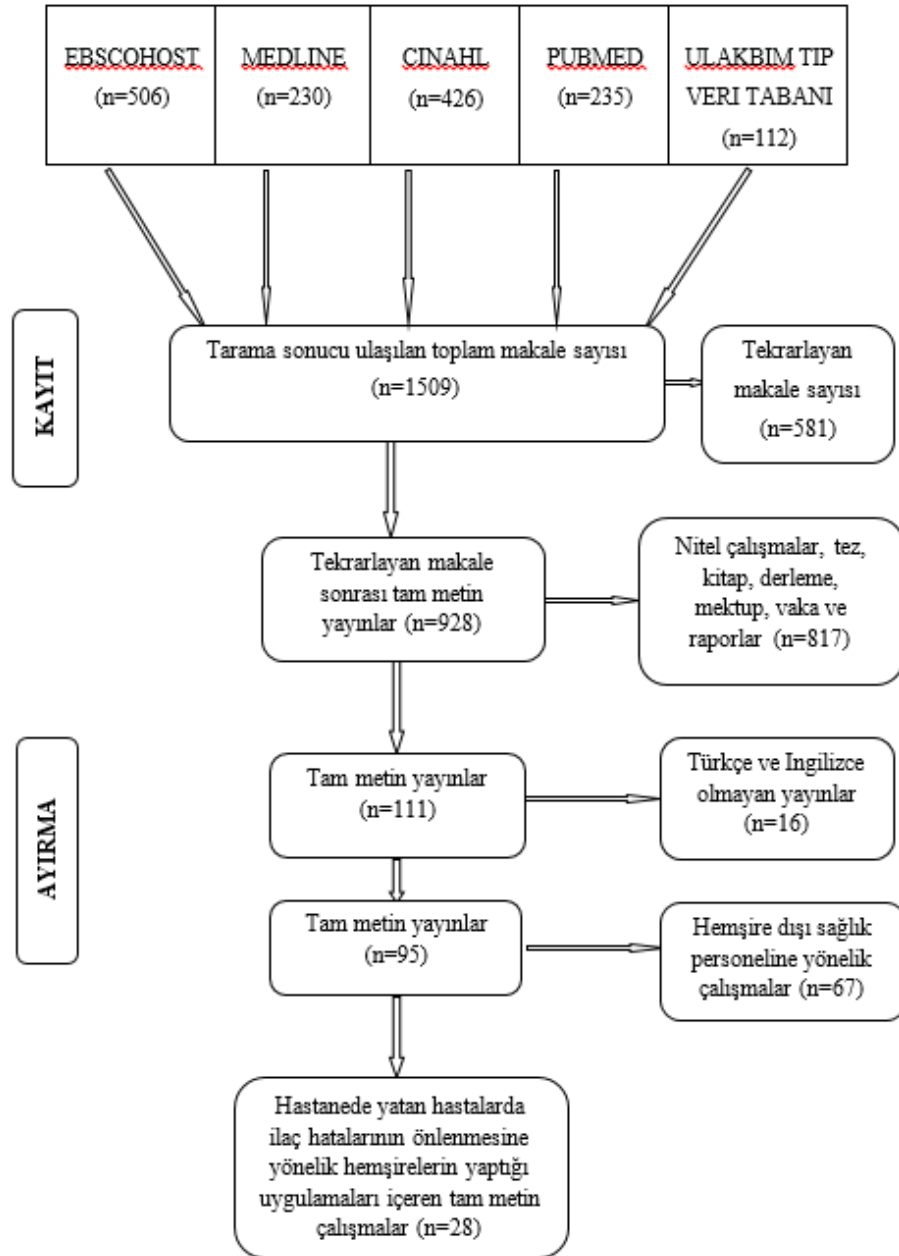 EBSCOHOST
(n=506)
MEDLINE
(n=230)
CINAHL
(n=426)
PUBMED
(n=235)
ULAKBIM TIP
VERI TABANI
(n=112)
KAYIT
Tarama sonucu ulaşılan toplam makale sayısı
(n=1509)
Tekrarlayan
makale sayısı
(n=581)
Tekrarlayan makale
sonrası tam metin
yayınlar (n=928)
Nitel çalışmalar, tez,
kitap, derleme,
mektup, vaka ve
raporlar (n=817)
AYIRMA
Tam metin yayınlar
(n=111)
Türkçe ve Ingilizce
olmayan yayınlar
(n=16)
Tam metin yayınlar
(n=95)
Hemşire dışı sağlık
personeline yönelik
çalışmalar (n=67)
Hastanede yatan hastalarda
ilaç hatalarının önlenmesine
yönelik hemşirelerin yaptığı
uygulamaları içeren tam metin
çalışmalar (n=28)